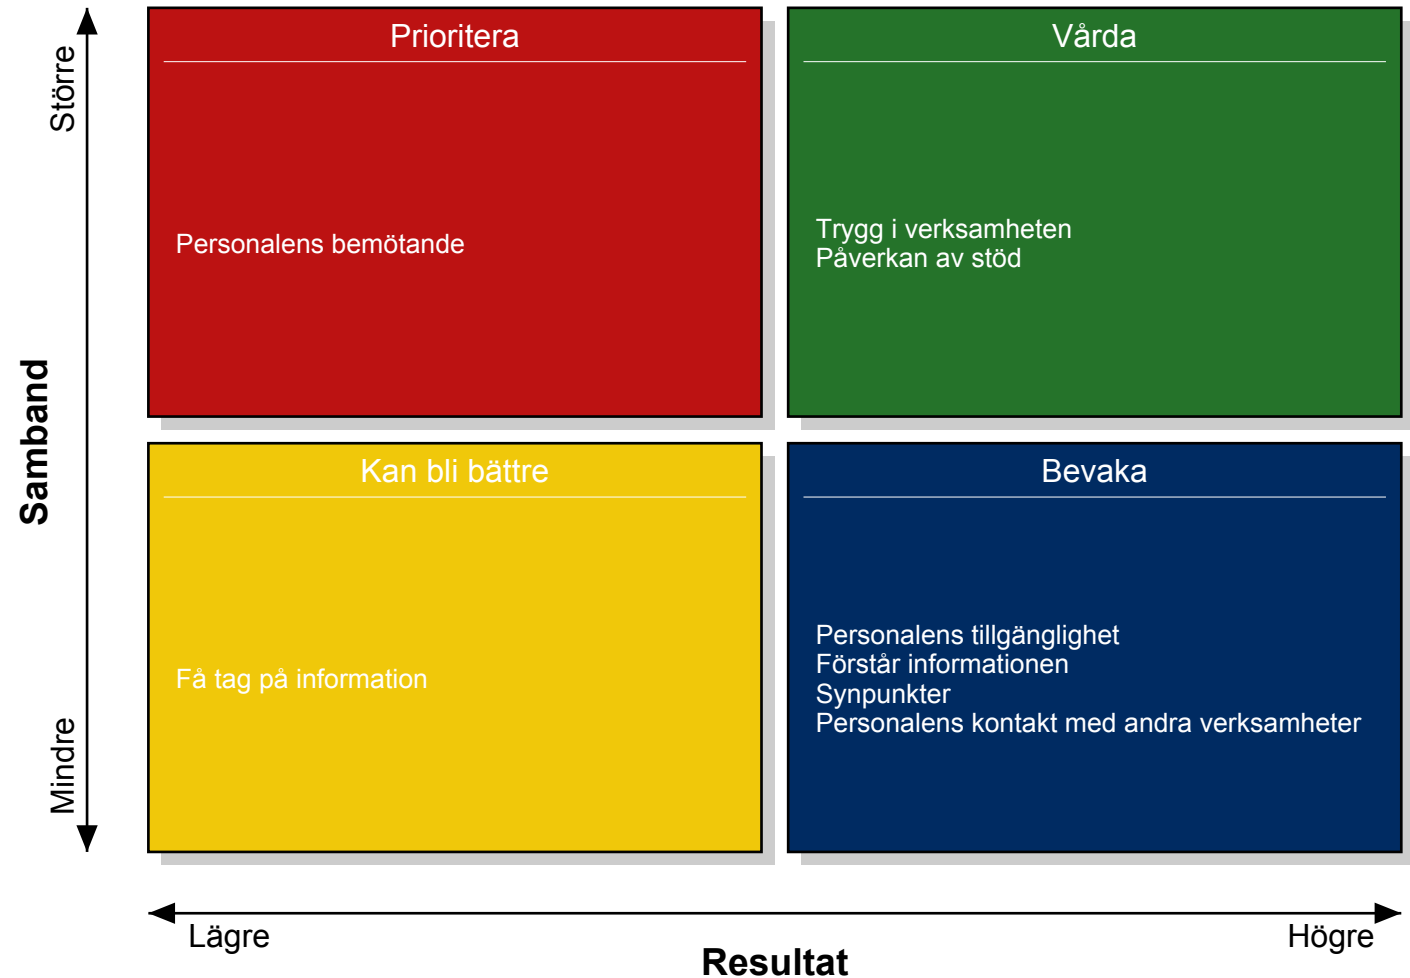 Större
Samband
Mindre
Prioritera
Personalens bemötande
Vårda
Trygg i verksamheten
Påverkan av stöd
Kan bli bättre
Få tag på information
Bevaka
Personalens tillgänglighet
Förstår informationen
Synpunkter
Personalens kontakt med andra verksamheter
Lägre
Högre
Resultat